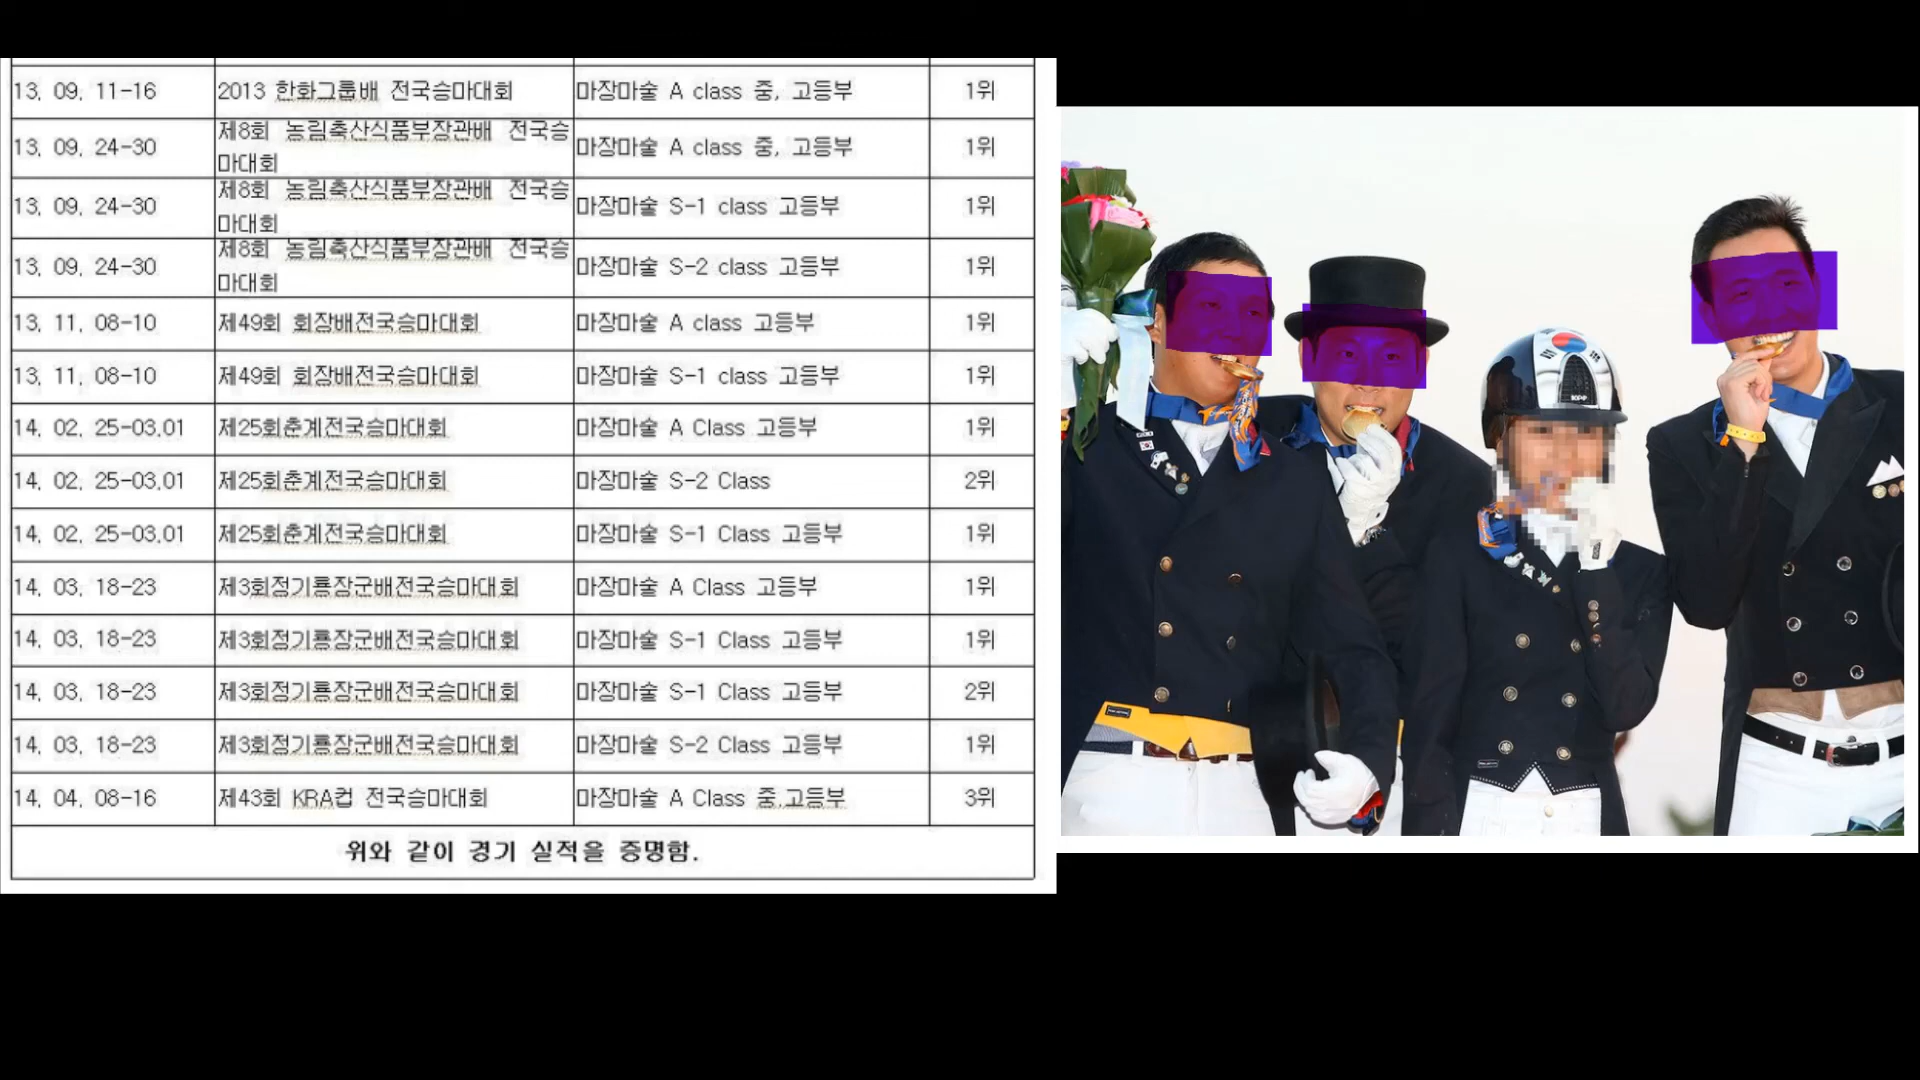 13. 09. 11-16 2013 한화그룹배 전국승마대회 마장마술 A class 중, 고등부 1위
13. 09. 24-30 제8회 농림축산식품부장관배 전국승
마대회 마장마술 A class 중, 고등부 1위
13. 09. 24-30 제8회 농림축산식품부장관배 전국승
마대회 마장마술 S-1 class 고등부 1위
13. 09. 24-30 제8회 농림축산식품부장관배 전국승
마대회 마장마술 S-2 class 고등부 1위
13. 11. 08-10 제49회 회장배전국승마대회 마장마술 A class 고등부 1위
13. 11. 08-10 제49회 회장배전국승마대회 마장마술 S-1 class 고등부 1위
14. 02. 25-03.01 제25회춘계전국승마대회 마장마술 A Class 고등부 1위
14. 02. 25-03.01 제25회춘계전국승마대회 마장마술 S-2 Class 2위
14. 02. 25-03.01 제25회춘계전국승마대회 마장마술 S-1 Class 고등부 1위
14. 03. 18-23 제3회정기룡장군배전국승마대회 마장마술 A Class 고등부 1위
14. 03. 18-23 제3회정기룡장군배전국승마대회 마장마술 S-1 Class 고등부 1위
14. 03. 18-23 제3회정기룡장군배전국승마대회 마장마술 S-1 Class 고등부 2위
14. 03. 18-23 제3회정기룡장군배전국승마대회 마장마술 S-2 Class 고등부 1위
14. 04. 08-16 제43회 KRA컵 전국승마대회 마장마술 A Class 중.고등부 3위
위와 같이 경기 실적을 증명함.